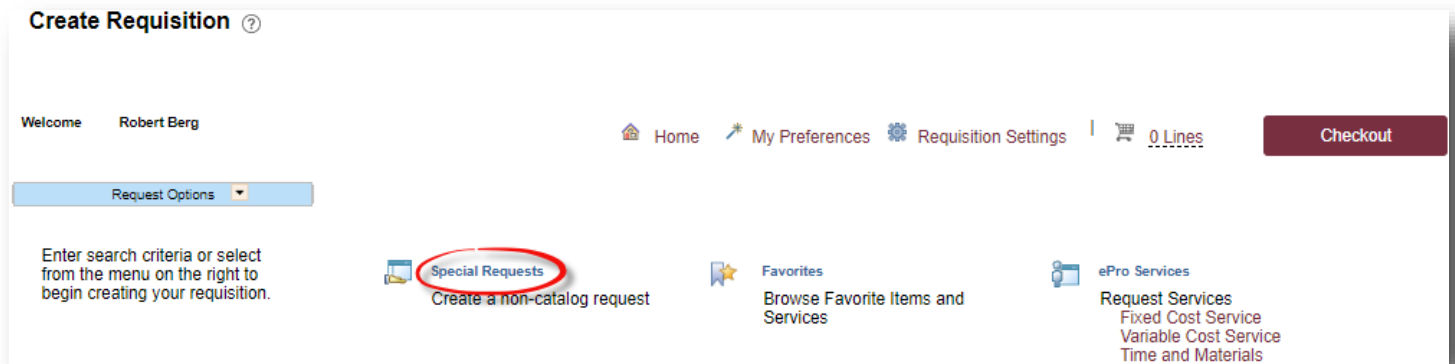 Create Requisition ?
Welcome Robert Berg
Home My Preferences Requisition Settings | 0 Lines Checkout
Request Options
Enter search criteria or select
from the menu on the right to
begin creating your requisition.
Special Requests
Create a non-catalog request
Favorites
Browse Favorite Items and
Services
ePro Services
Request Services
Fixed Cost Service
Variable Cost Service
Time and Materials